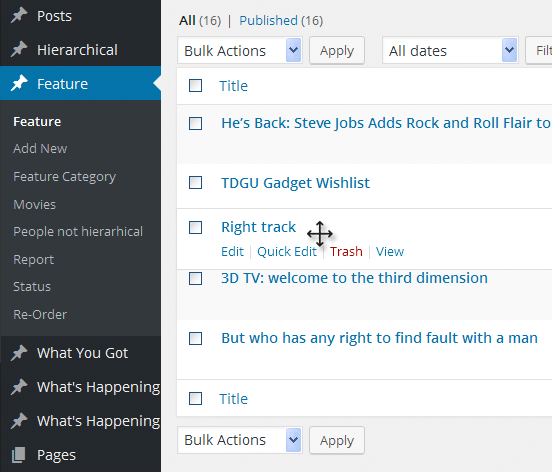 Posts
Hierarchical
Feature
Feature
Add New
Feature Category
Movies
People not hierarhical
Report
Status
Re-Order
What You Got
What's Happening
What's Happening
Pages
All (16) | Published (16)
Bulk Actions Apply All dates Filt
Title
He's Back: Steve Jobs Adds Rock and Roll Flair to
TDGU Gadget Wishlist
Right track
Edit | Quick Edit | Trash | View
3D TV: welcome to the third dimension
But who has any right to find fault with a man
Title
Bulk Actions Apply